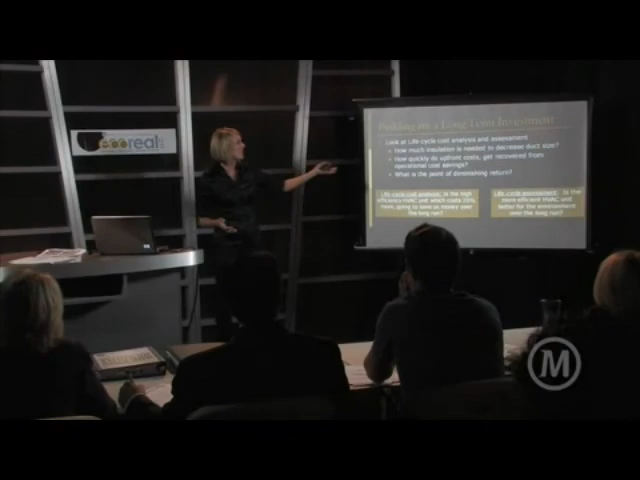 Building as a Long Term Investment
ecoreality
Look at Life-cycle cost analysis and assessment
How much insulation is needed to decrease duct size?
How quickly do upfront costs, get recovered from
operational cost savings?
What is the point of diminishing return?
Life-cycle cost analysis: Is the high
efficiency HVAC unit which costs 20%
more, going to save us money over
the long run?
Life-cycle assessment: Is the
more efficient HVAC unit
better for the environment
over the long run?
M